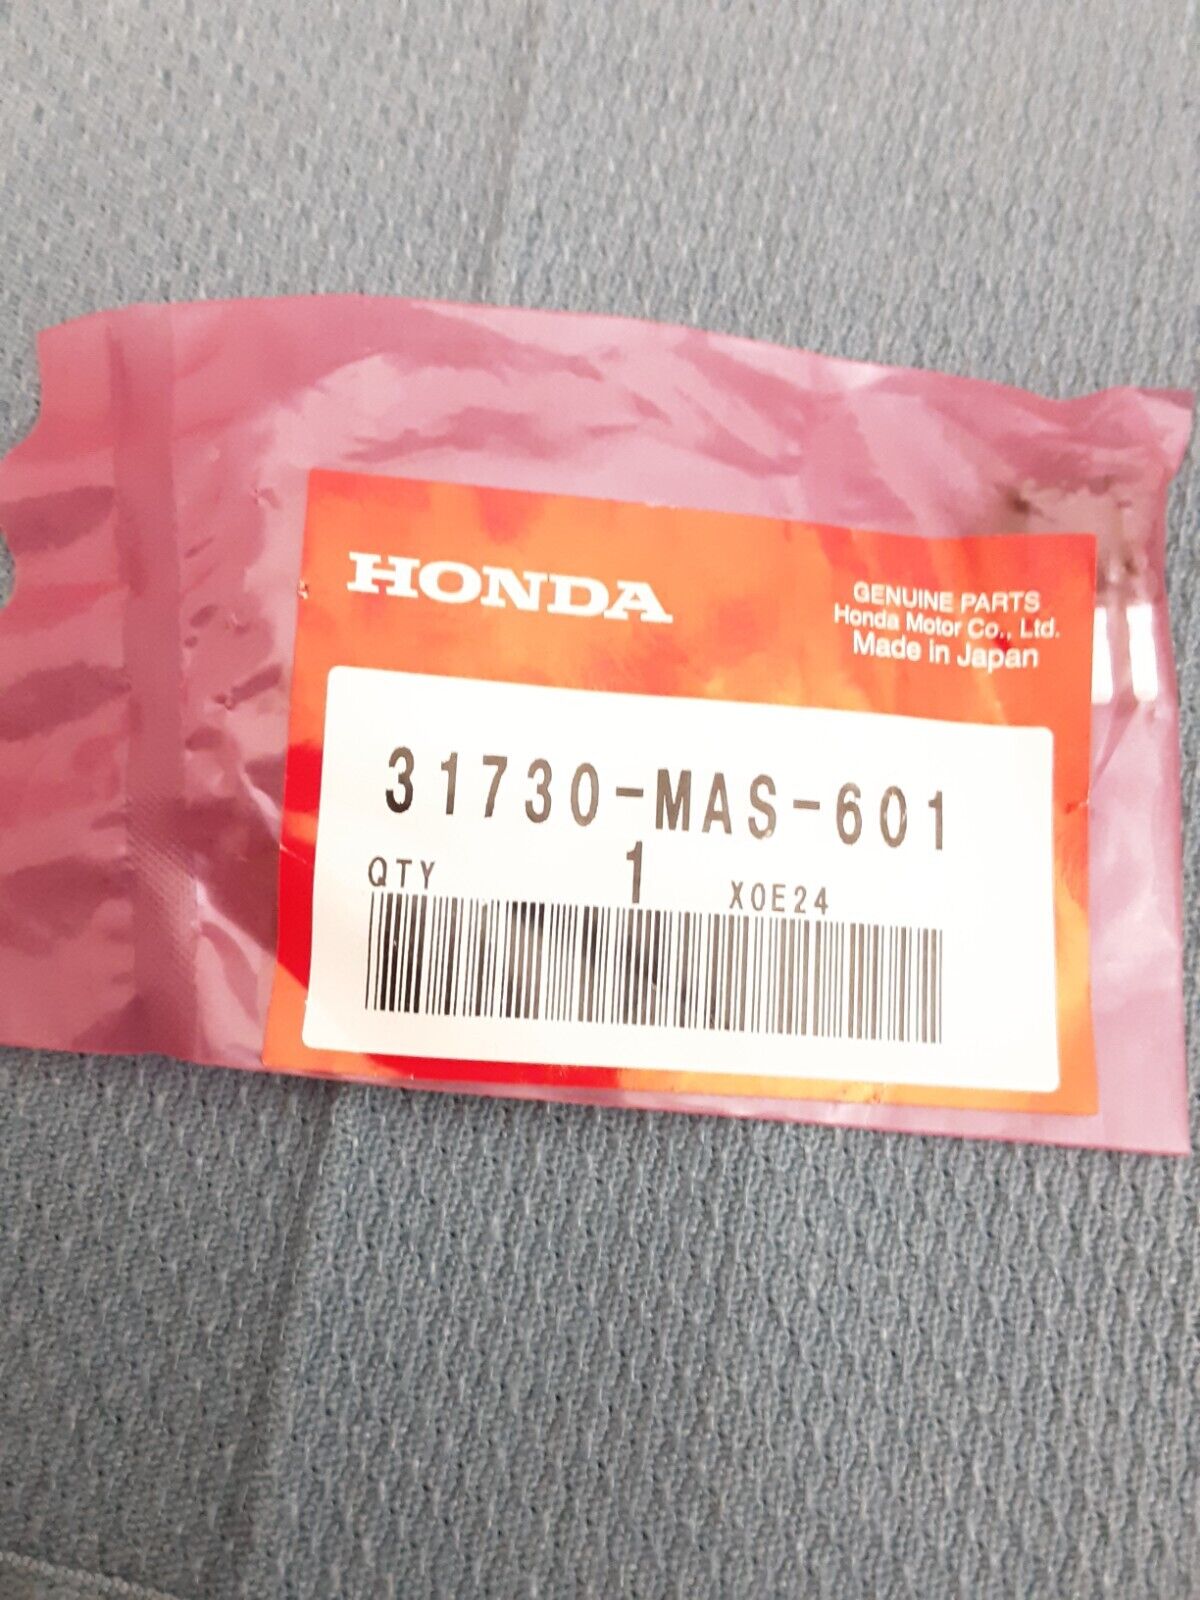 HONDA
GENUINE PARTS
Honda Motor Co., Ltd.
Made in Japan
31730-MAS-601
QTY 1 X0E24